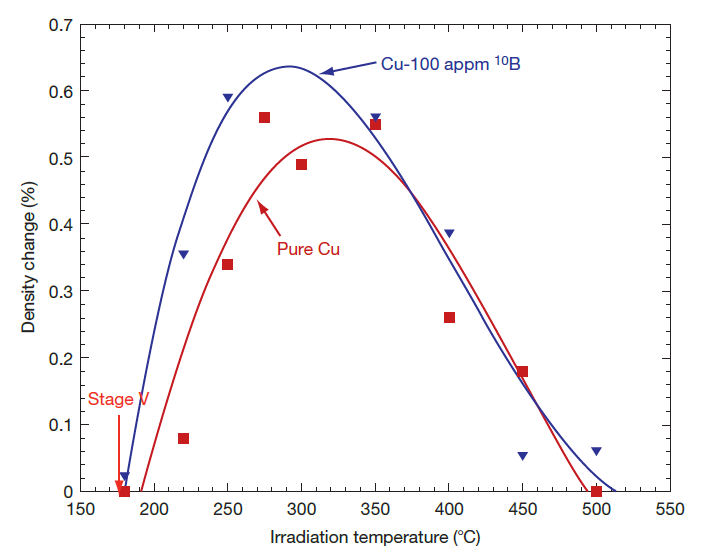 0.7
0.6
0.5
0.4
0.3
0.2
0.1
0
Density change (%)
Cu-100 appm ¹⁰B
Pure Cu
Stage V
150 200 250 300 350 400 450 500 550
Irradiation temperature (°C)